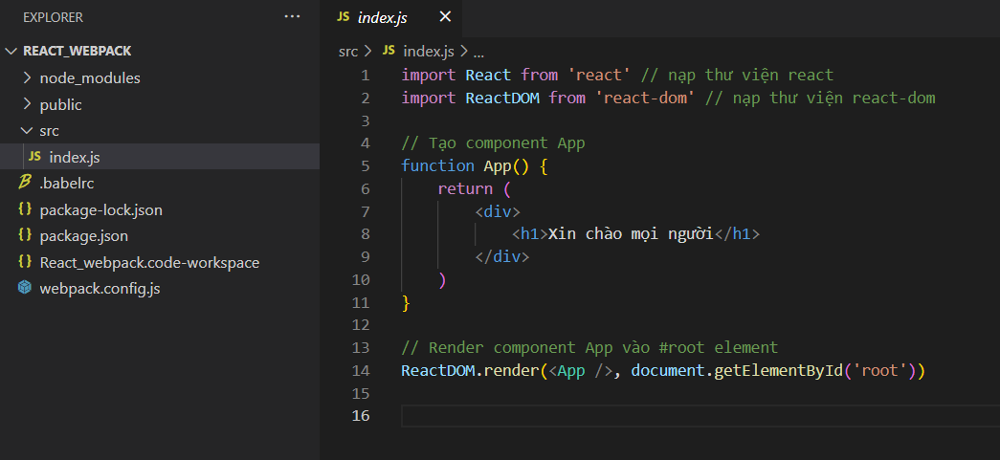 EXPLORER ...
REACT_WEBPACK
node_modules
public
src
JS index.js
.babelrc
{} package-lock.json
{} package.json
{} React_webpack.code-workspace
webpack.config.js
JS index.js
src > JS index.js > ...
1 import React from 'react' // nạp thư viện react
2 import ReactDOM from 'react-dom' // nạp thư viện react-dom
3
4 // Tạo component App
5 function App() {
6 return (
7 <div>
8 <h1>Xin chào mọi người</h1>
9 </div>
10 )
11 }
12
13 // Render component App vào #root element
14 ReactDOM.render(<App />, document.getElementById('root'))
15
16